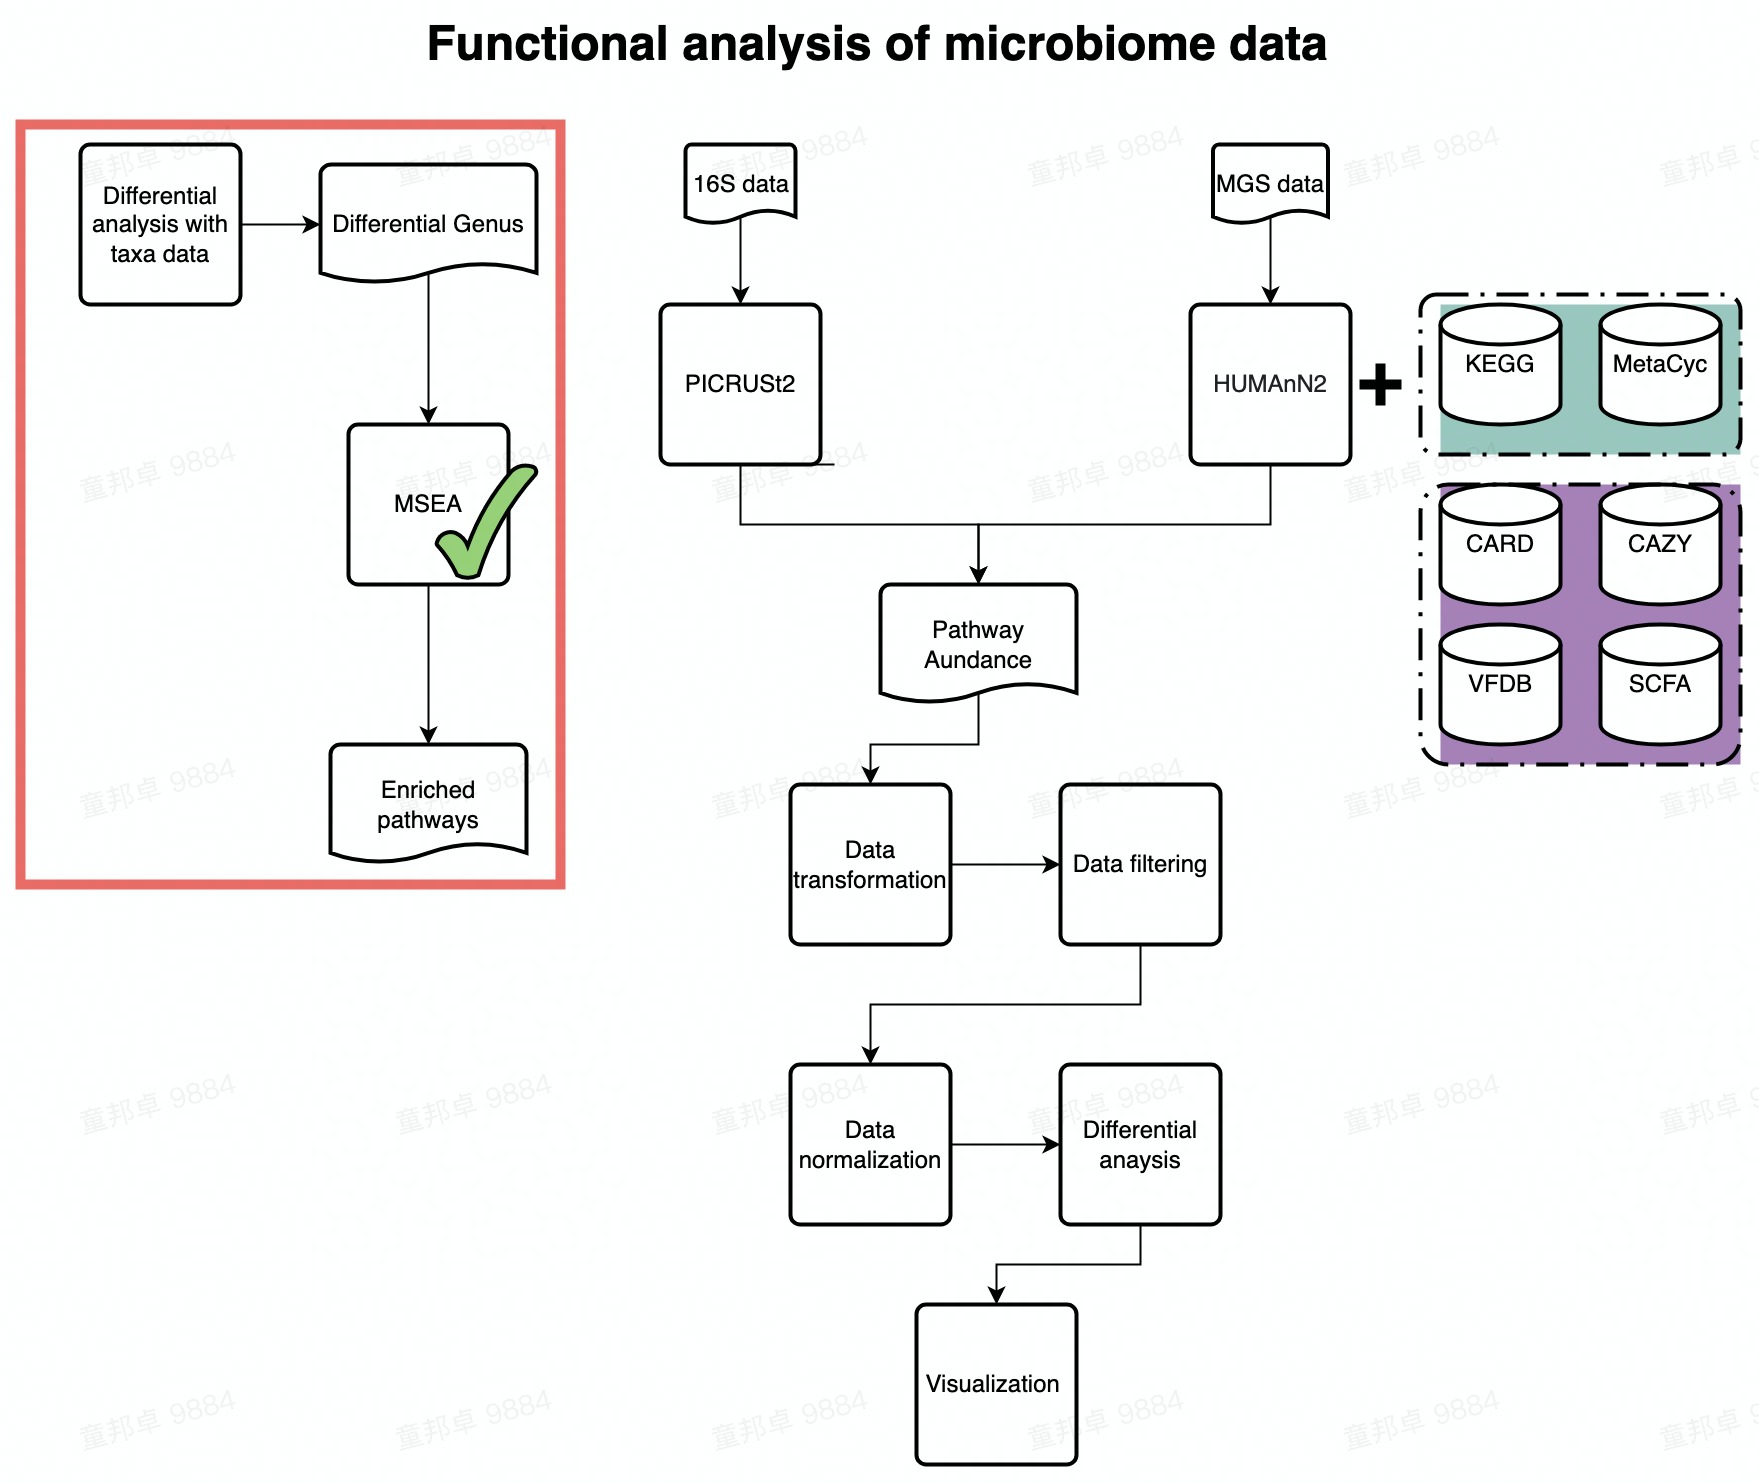 Functional analysis of microbiome data
Differential
analysis with
taxa data
Differential Genus
MSEA
Enriched
pathways
16S data
MGS data
PICRUSt2
HUMAnN2
KEGG
MetaCyc
CARD
CAZY
VFDB
SCFA
Pathway
Aundance
Data
transformation
Data filtering
Data
normalization
Differential
anaysis
Visualization
童邦卓 9884